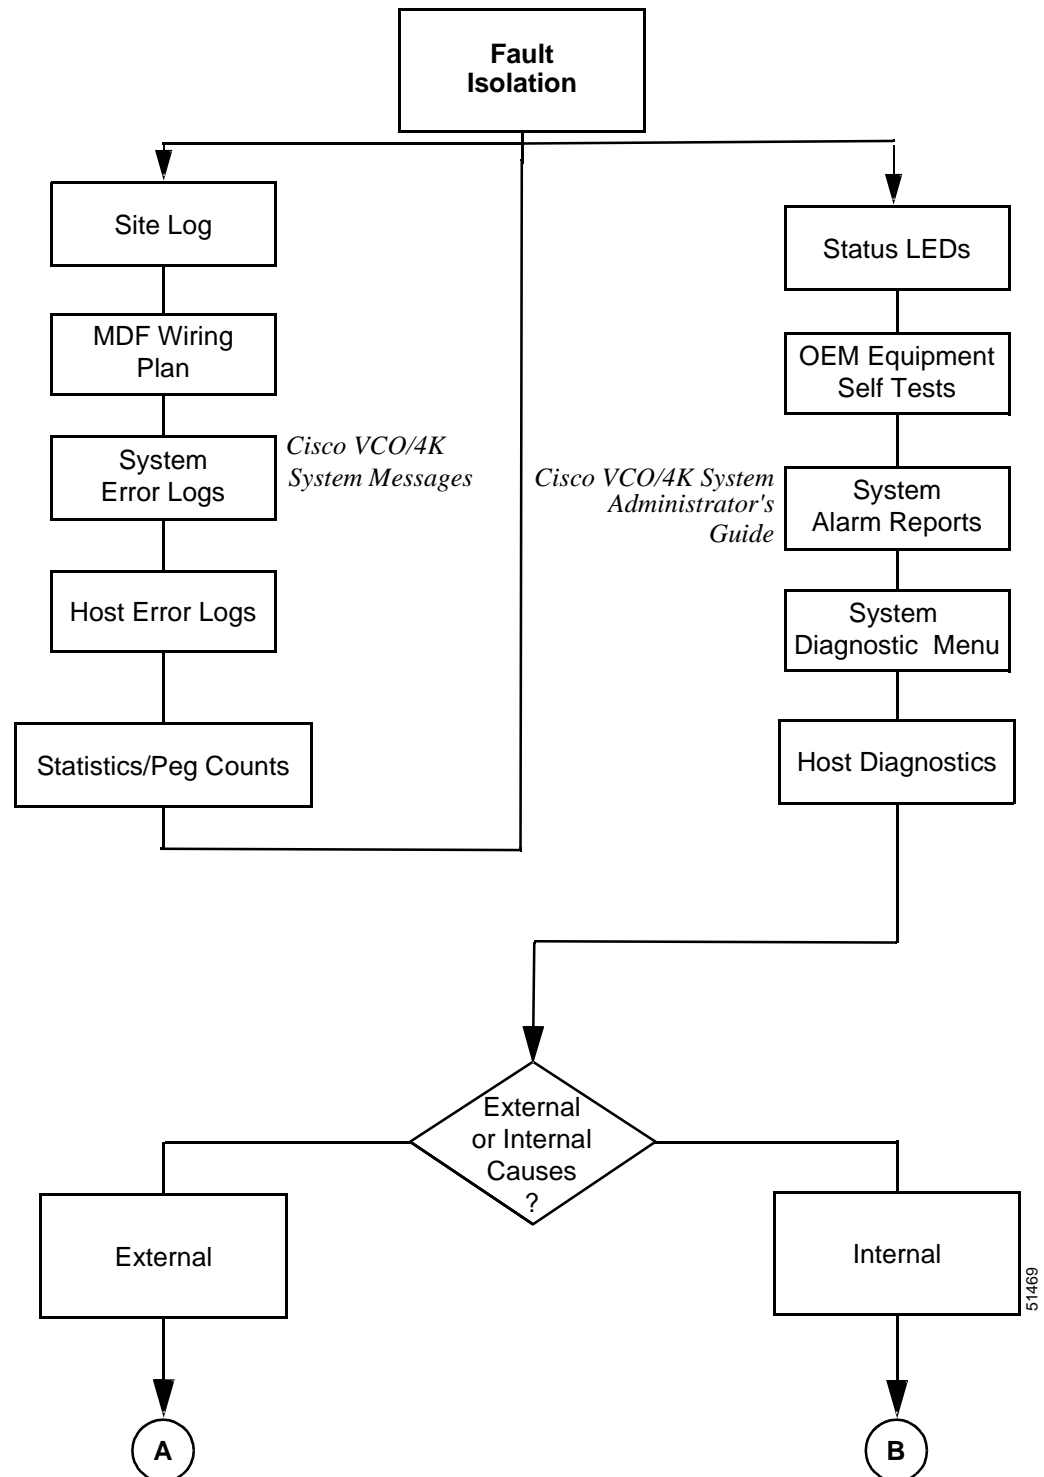 Fault
Isolation
Site Log
MDF Wiring
Plan
System
Error Logs
Cisco VCO/4K
System Messages
Host Error Logs
Statistics/Peg Counts
Status LEDs
OEM Equipment
Self Tests
Cisco VCO/4K System
Administrator's
Guide
System
Alarm Reports
System
Diagnostic Menu
Host Diagnostics
External
or Internal
Causes
?
External
Internal
51469
A
B